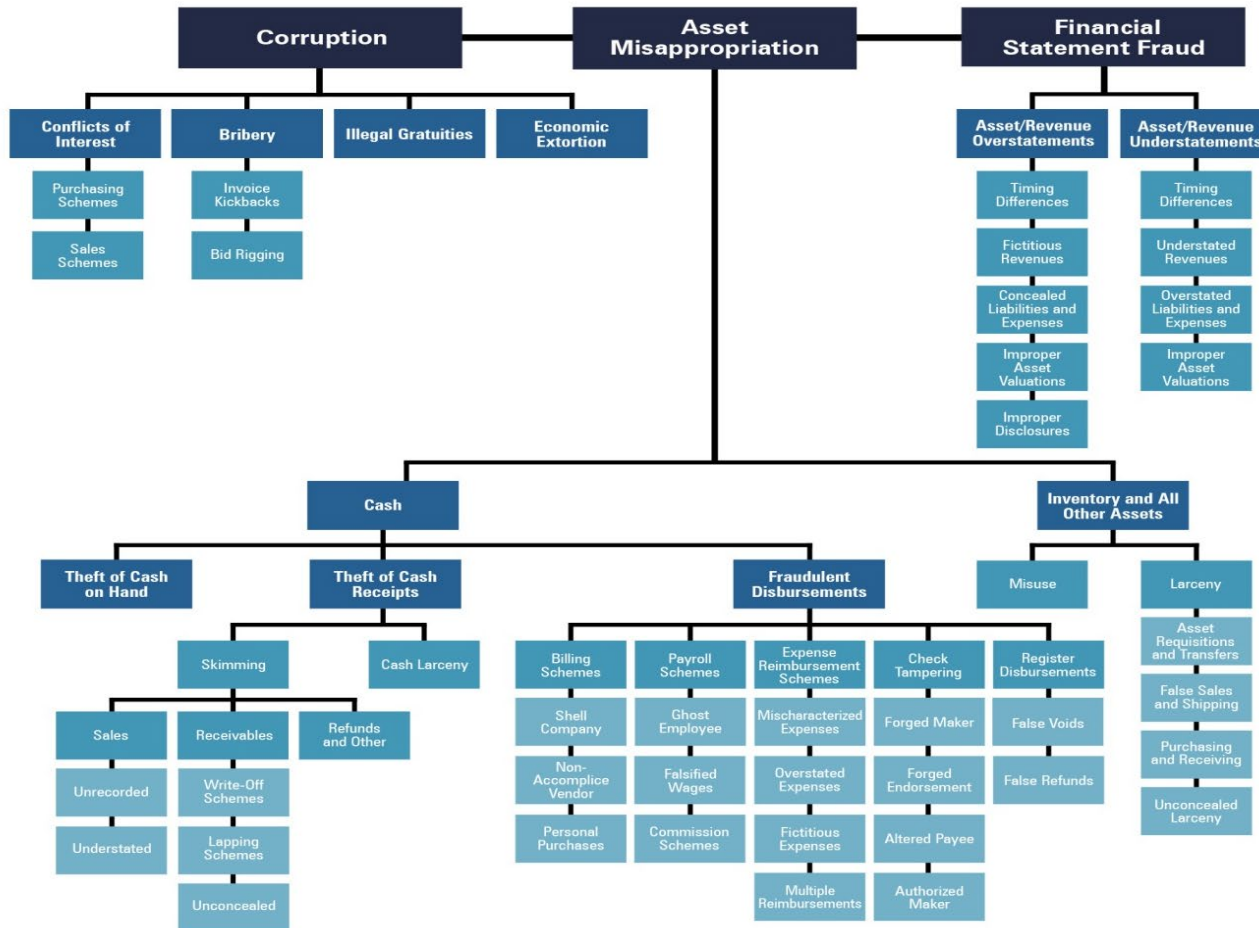 Corruption
Asset
Misappropriation
Financial
Statement Fraud
Conflicts of
Interest
Bribery
Illegal Gratuities
Economic
Extortion
Asset/Revenue
Overstatements
Asset/Revenue
Understatements
Purchasing
Schemes
Sales
Schemes
Invoice
Kickbacks
Bid Rigging
Timing
Differences
Fictitious
Revenues
Concealed
Liabilities and
Expenses
Improper
Asset
Valuations
Improper
Disclosures
Timing
Differences
Understated
Revenues
Overstated
Liabilities and
Expenses
Improper
Asset
Valuations
Cash
Inventory and All
Other Assets
Theft of Cash
on Hand
Theft of Cash
Receipts
Fraudulent
Disbursements
Misuse
Larceny
Asset
Requisitions
and Transfers
False Sales
and Shipping
Purchasing
and Receiving
Unconcealed
Larceny
Skimming
Cash Larceny
Sales
Unrecorded
Understated
Receivables
Write-Off
Schemes
Lapping
Schemes
Unconcealed
Refunds
and Other
Billing
Schemes
Shell
Company
Non-
Accomplice
Vendor
Personal
Purchases
Payroll
Schemes
Ghost
Employee
Falsified
Wages
Commission
Schemes
Expense
Reimbursement
Schemes
Mischaracterized
Expenses
Overstated
Expenses
Fictitious
Expenses
Multiple
Reimbursements
Check
Tampering
Forged Maker
Forged
Endorsement
Altered Payee
Authorized
Maker
Register
Disbursements
False Voids
False Refunds